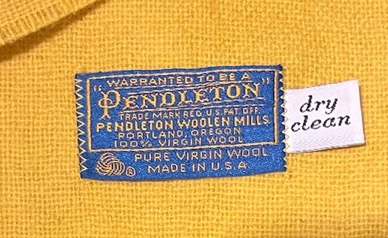 WARRANTED TO BE A
"PENDLETON"
TRADE MARK REG. U.S. PAT. OFF.
PENDLETON WOOLEN MILLS
PORTLAND, OREGON
100% VIRGIN WOOL
PURE VIRGIN WOOL
MADE IN U.S.A.
dry
clean